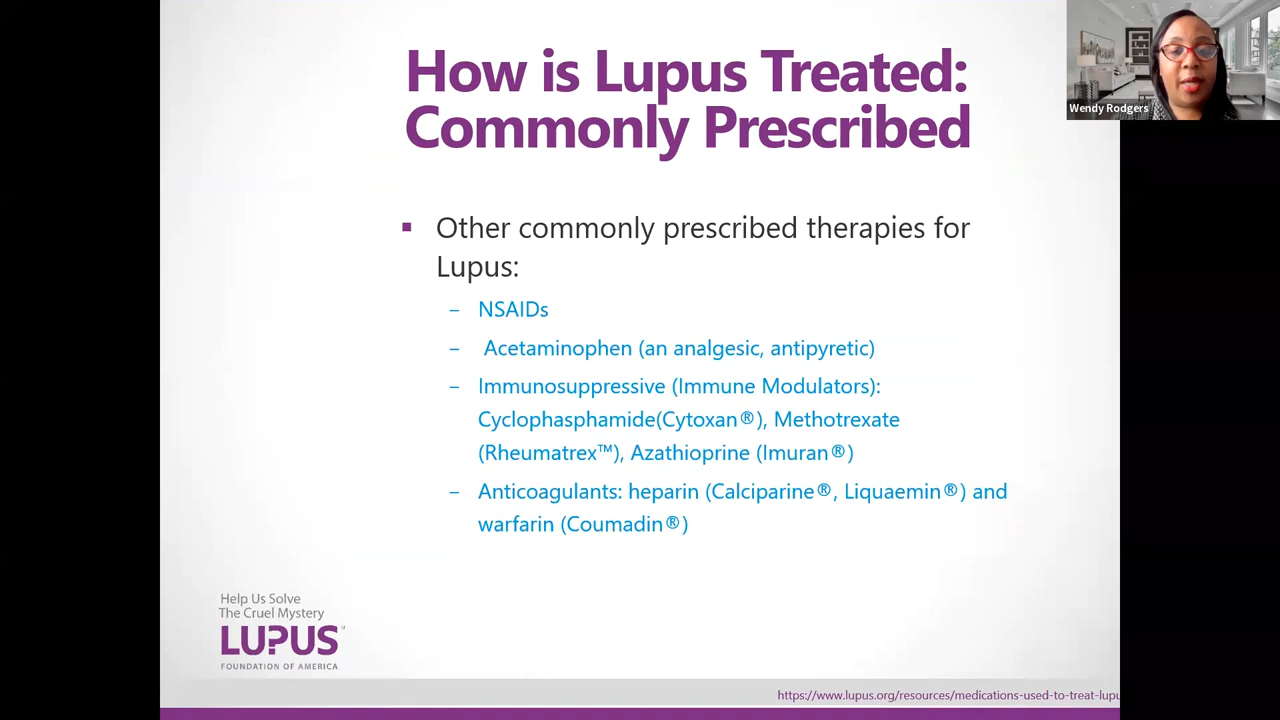 How is Lupus Treated:
Commonly Prescribed
Wendy Rodgers
▪ Other commonly prescribed therapies for
Lupus:
– NSAIDs
– Acetaminophen (an analgesic, antipyretic)
– Immunosuppressive (Immune Modulators):
Cyclophasphamide(Cytoxan®), Methotrexate
(Rheumatrex™), Azathioprine (Imuran®)
– Anticoagulants: heparin (Calciparine®, Liquaemin®) and
warfarin (Coumadin®)
Help Us Solve
The Cruel Mystery
LUPUS
FOUNDATION OF AMERICA
https://www.lupus.org/resources/medications-used-to-treat-lupu